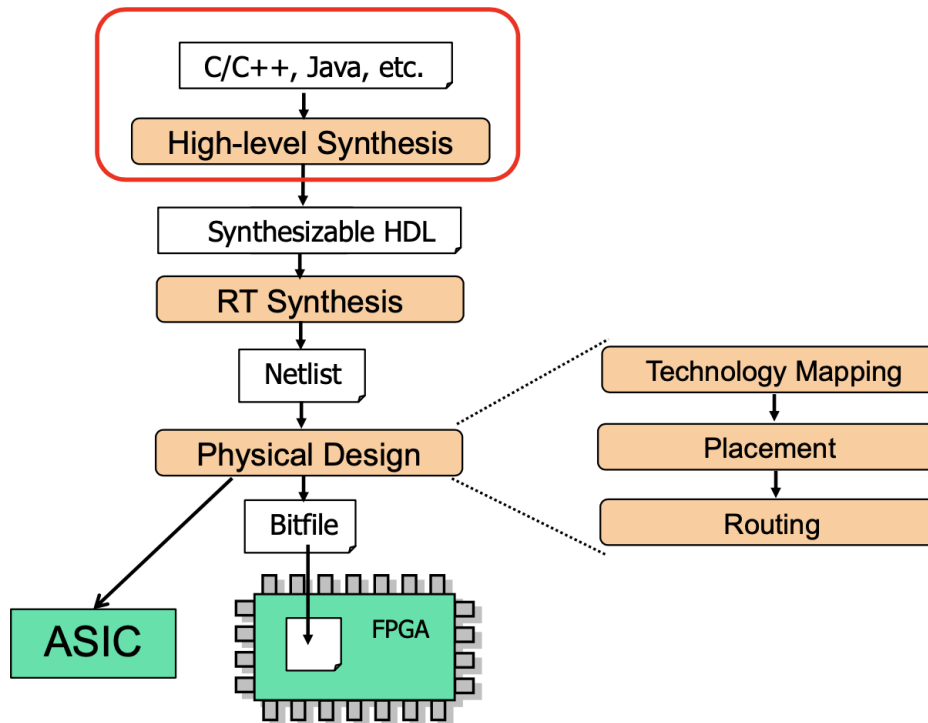 C/C++, Java, etc.
High-level Synthesis
Synthesizable HDL
RT Synthesis
Netlist
Physical Design
Bitfile
ASIC
FPGA
Technology Mapping
Placement
Routing